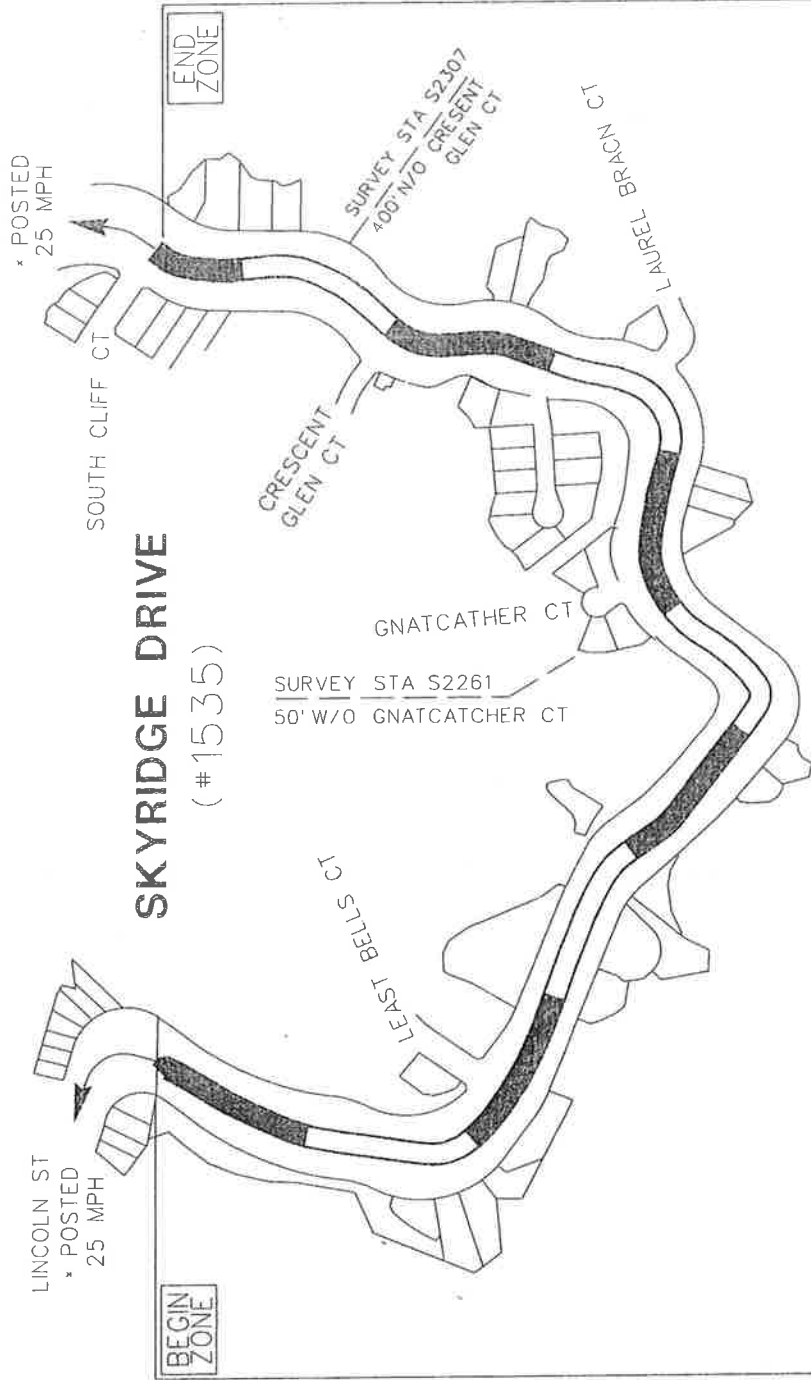 SKYRIDGE DRIVE
(#1535)
LINCOLN ST
* POSTED
25 MPH
BEGIN
ZONE
LEAST BELLS CT
SURVEY STA S2261
50' W/O GNATCATCHER CT
GNATCATHER CT
CRESCENT
GLEN CT
SOUTH CLIFF CT
* POSTED
25 MPH
END
ZONE
SURVEY STA S2307
400' N/O CRESENT
GLEN CT
LAUREL BRACN CT